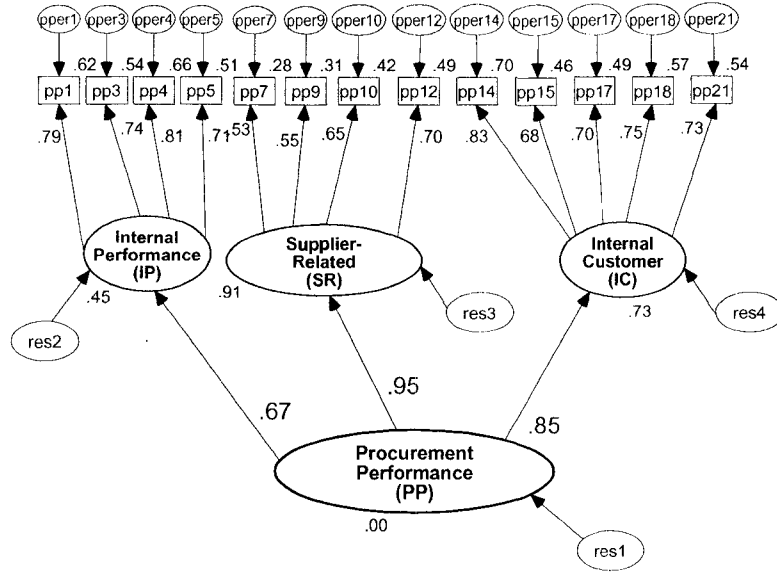 pper1 pper3 pper4 pper5 pper7 pper9 pper10 pper12 pper14 pper15 pper17 pper18 pper21
.62 .54 .66 .51 .28 .31 .42 .49 .70 .46 .49 .57 .54
pp1 pp3 pp4 pp5 pp7 pp9 pp10 pp12 pp14 pp15 pp17 pp18 pp21
.79 .74 .81 .71 .53 .55 .65 .70 .83 68 .70 .75 .73
Internal
Performance
(IP)
Supplier-
Related
(SR)
Internal
Customer
(IC)
.45 .91 .73
res2 res3 res4
.67 .95 .85
Procurement
Performance
(PP)
.00
res1